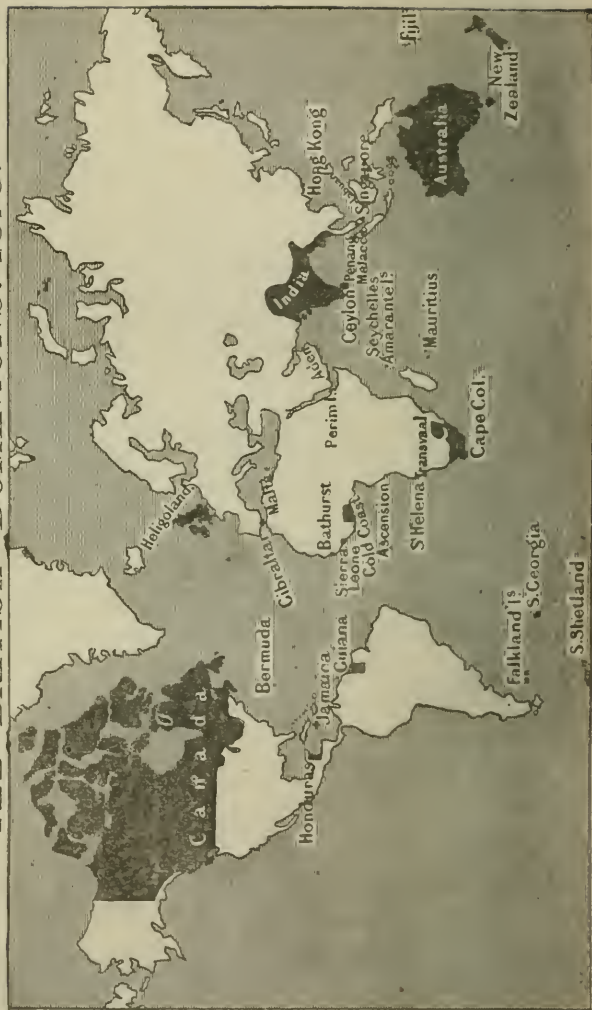 Canada
Honduras
Jamaica
Guiana
Bermuda
Falkland Is
S. Georgia
S. Shetland
Heligoland
Gibraltar
Malta
Bathurst
Sierra
Leone
Gold Coast
Ascension
St Helena
Transvaal
Cape Col.
Perim I.
Aden
India
Ceylon
Seychelles
Amarantels
Mauritius
Penang
Malacca
Singapore
Hong Kong
Australia
New
Zealand
Fiji I